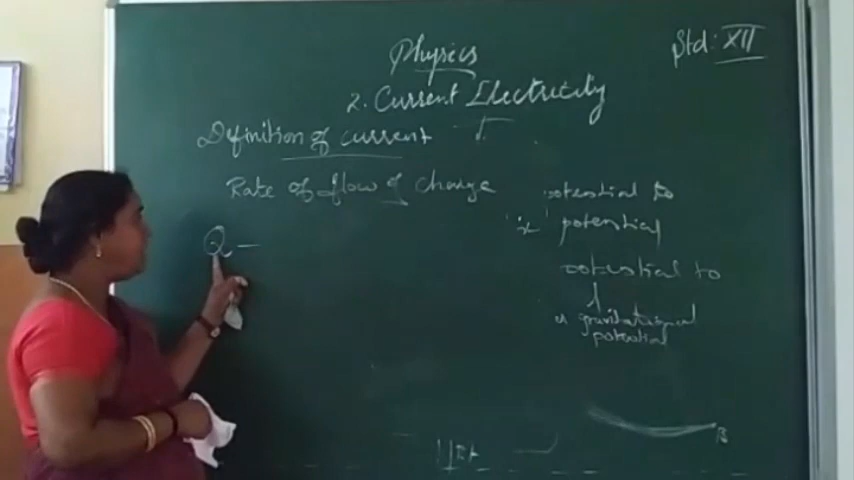 Physics
Std: XII
2. Current Electricity
Definition of current I
Rate of flow of charge
Q —
potential to
potential
potential to
gravitational
potential
B